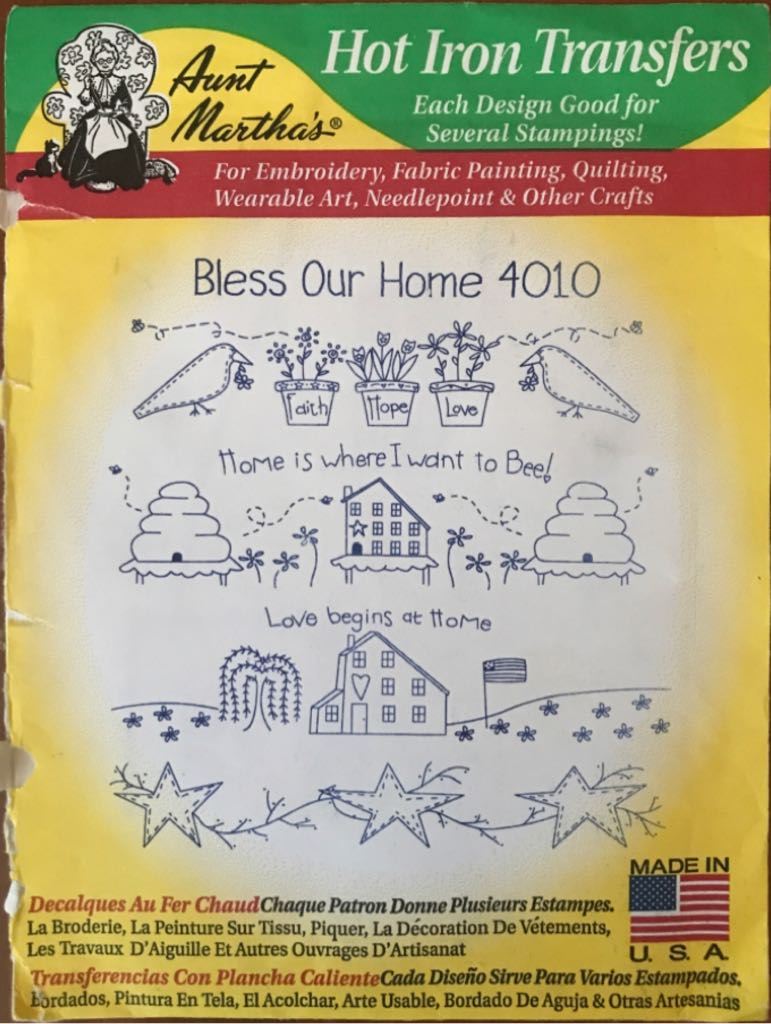 Aunt
Martha's®
Hot Iron Transfers
Each Design Good for
Several Stampings!
For Embroidery, Fabric Painting, Quilting,
Wearable Art, Needlepoint & Other Crafts
Bless Our Home 4010
Faith Hope Love
Home is where I want to Bee!
Love begins at Home
MADE IN
U. S. A.
Decalques Au Fer Chaud Chaque Patron Donne Plusieurs Estampes.
La Broderie, La Peinture Sur Tissu, Piquer, La Décoration De Vétements,
Les Travaux D'Aiguille Et Autres Ouvrages D'Artisanat
Transferencias Con Plancha Caliente Cada Diseño Sirve Para Varios Estampados.
Bordados, Pintura En Tela, El Acolchar, Arte Usable, Bordado De Aguja & Otras Artesanias